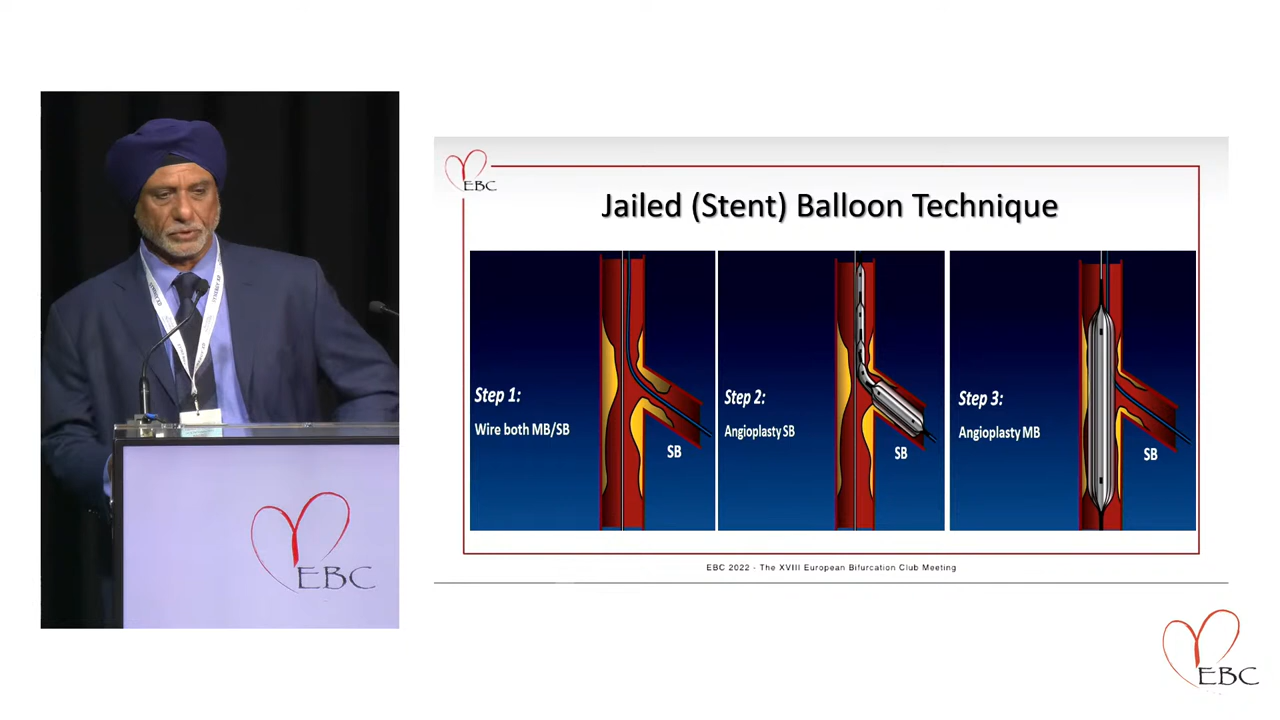 EBC
Jailed (Stent) Balloon Technique
Step 1:
Wire both MB/SB
SB
Step 2:
Angioplasty SB
SB
Step 3:
Angioplasty MB
SB
EBC 2022 - The XVIII European Bifurcation Club Meeting
EBC
EBC